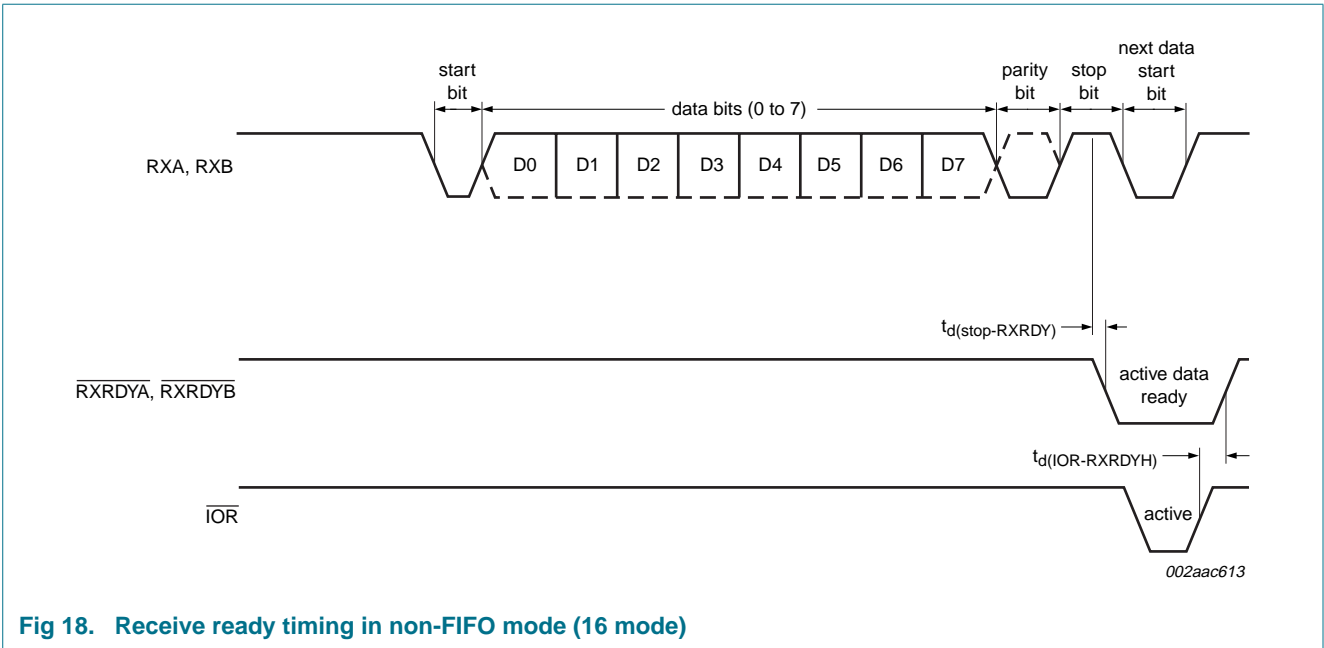 start
bit
data bits (0 to 7)
parity
bit
stop
bit
next data
start
bit
RXA, RXB
D0 D1 D2 D3 D4 D5 D6 D7
td(stop-RXRDY)
RXRDYA, RXRDYB
active data
ready
td(IOR-RXRDYH)
IOR
active
002aac613
Fig 18. Receive ready timing in non-FIFO mode (16 mode)